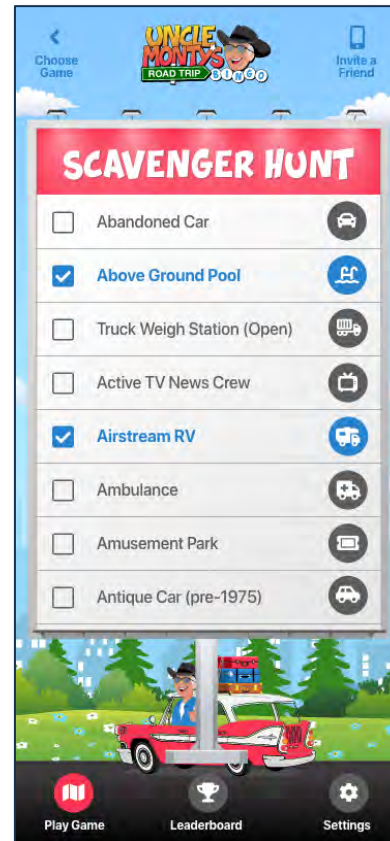 Choose
Game
UNCLE
MONTY'S
ROAD TRIP
BINGO
Invite a
Friend
SCAVENGER HUNT
Abandoned Car
Above Ground Pool
Truck Weigh Station (Open)
Active TV News Crew
Airstream RV
Ambulance
Amusement Park
Antique Car (pre-1975)
Play Game
Leaderboard
Settings